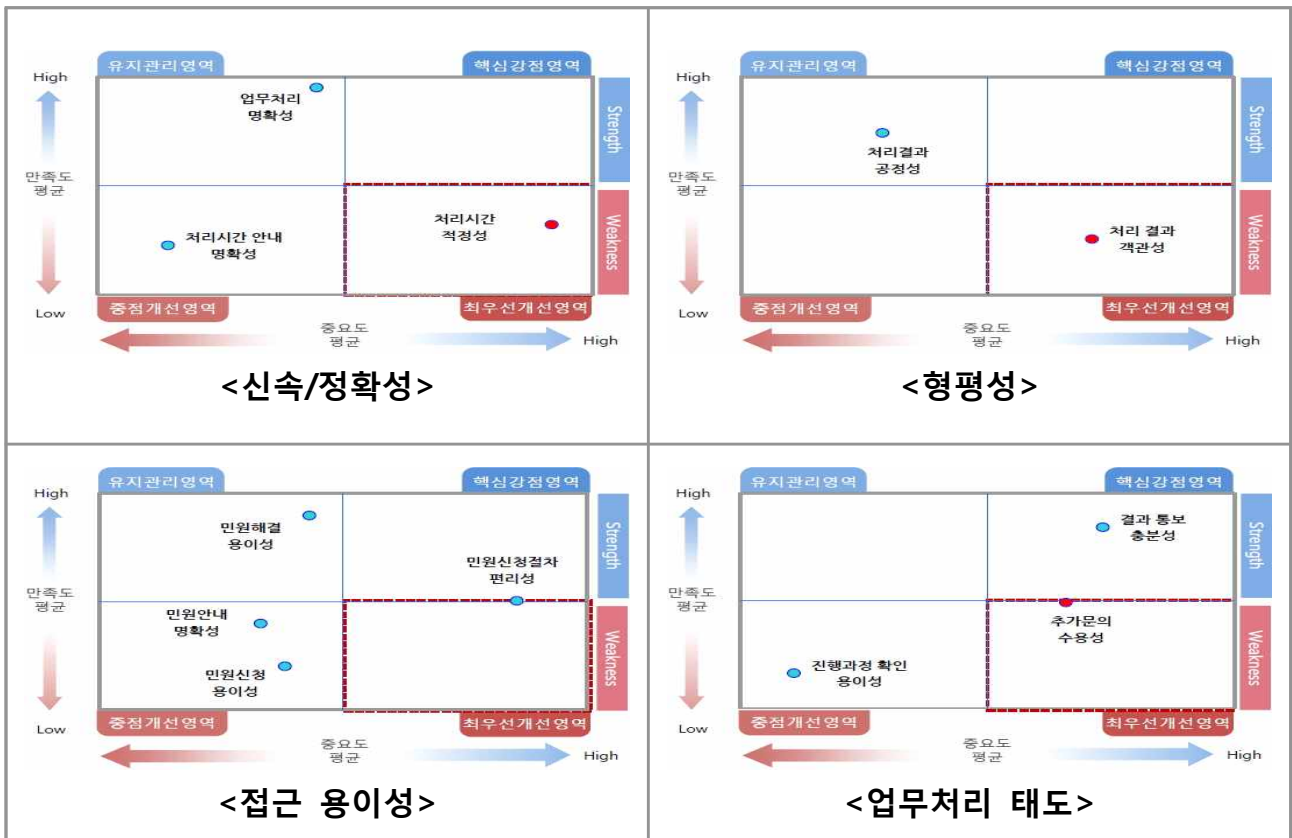 유지관리영역
핵심강점영역
High
업무처리
명확성
Strength
만족도
평균
처리시간
적정성
처리시간 안내
명확성
Weakness
Low
중점개선영역
최우선개선영역
중요도
평균
High
<신속/정확성>
유지관리영역
핵심강점영역
High
처리결과
공정성
Strength
만족도
평균
처리 결과
객관성
Weakness
Low
중점개선영역
최우선개선영역
중요도
평균
High
<형평성>
유지관리영역
핵심강점영역
High
민원해결
용이성
Strength
민원신청절차
편리성
만족도
평균
민원안내
명확성
Weakness
민원신청
용이성
Low
중점개선영역
최우선개선영역
중요도
평균
High
<접근 용이성>
유지관리영역
핵심강점영역
High
결과 통보
충분성
Strength
만족도
평균
추가문의
수용성
Weakness
진행과정 확인
용이성
Low
중점개선영역
최우선개선영역
중요도
평균
High
<업무처리 태도>